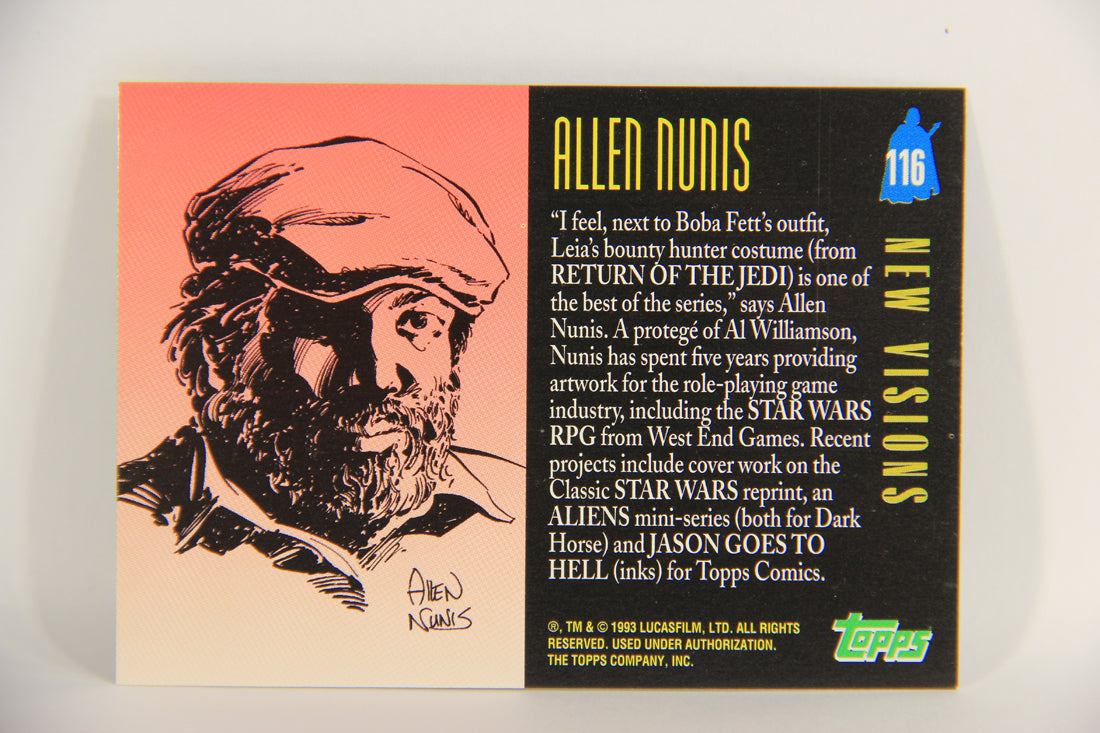 ALLEN NUNIS
116
NEW VISIONS
“I feel, next to Boba Fett’s outfit,
Leia’s bounty hunter costume (from
RETURN OF THE JEDI) is one of
the best of the series,” says Allen
Nunis. A protegé of Al Williamson,
Nunis has spent five years providing
artwork for the role-playing game
industry, including the STAR WARS
RPG from West End Games. Recent
projects include cover work on the
Classic STAR WARS reprint, an
ALIENS mini-series (both for Dark
Horse) and JASON GOES TO
HELL (inks) for Topps Comics.
ALLEN
NUNIS
®, TM & © 1993 LUCASFILM, LTD. ALL RIGHTS
RESERVED. USED UNDER AUTHORIZATION.
THE TOPPS COMPANY, INC.
topps